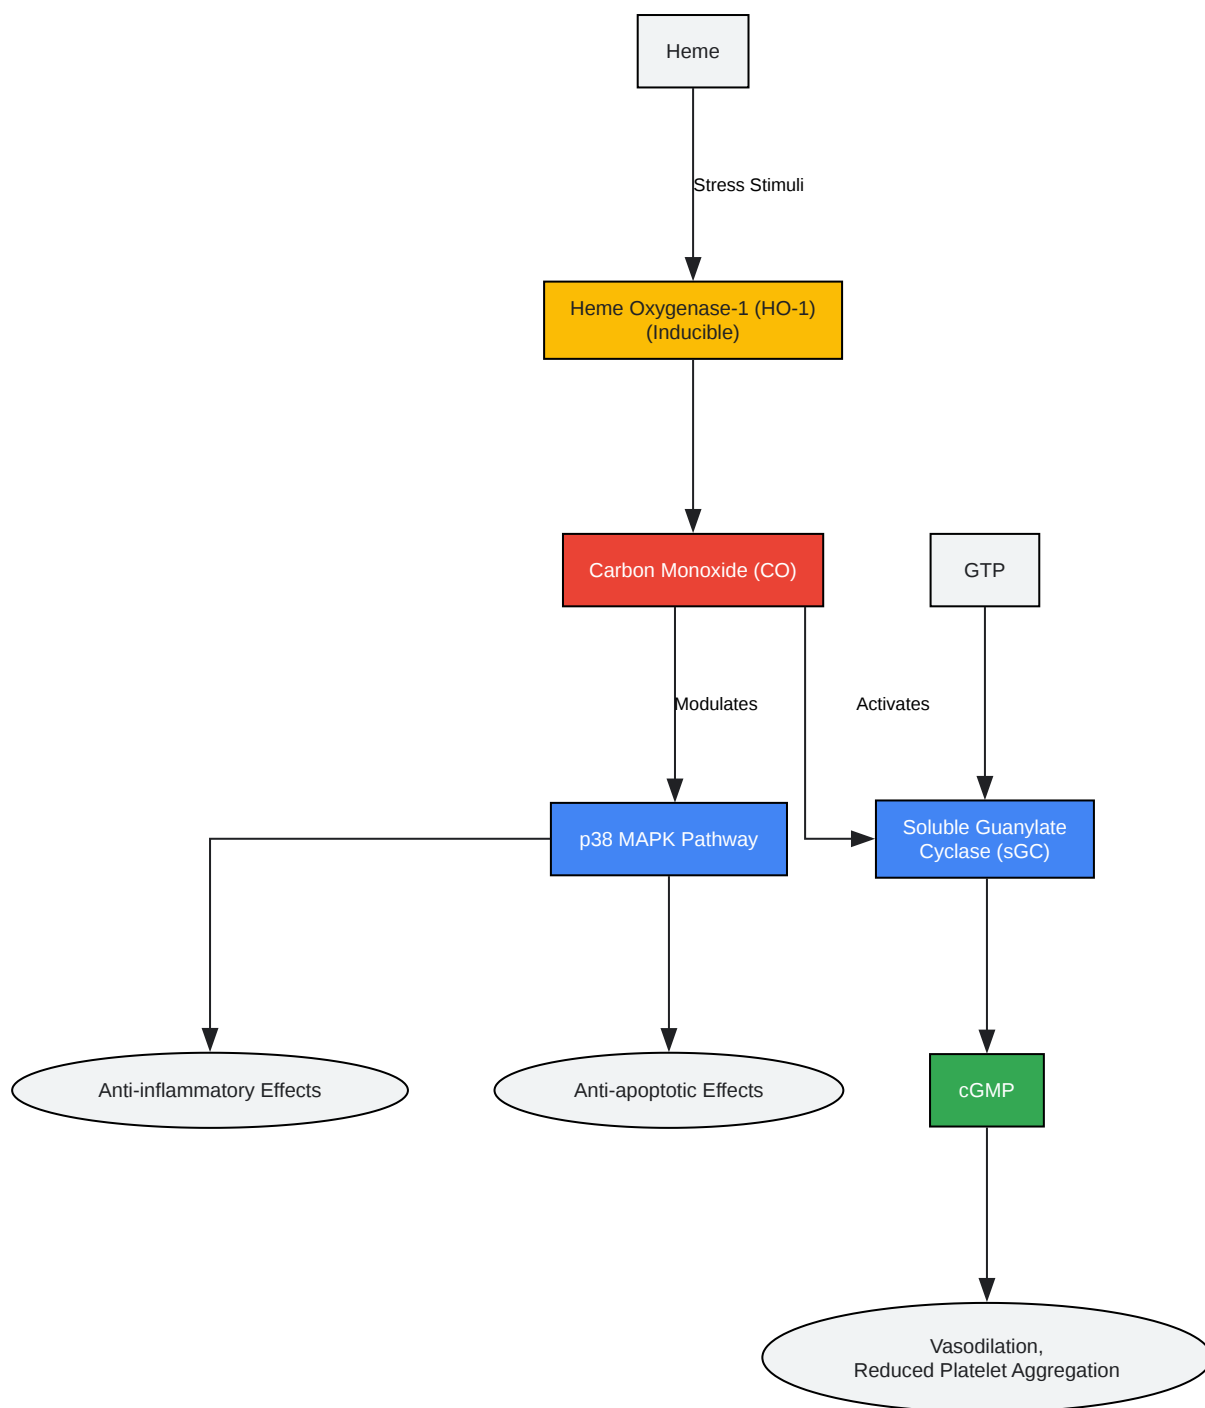 Heme
Stress Stimuli
Heme Oxygenase-1 (HO-1)
(Inducible)
Carbon Monoxide (CO)
GTP
Modulates
Activates
p38 MAPK Pathway
Soluble Guanylate
Cyclase (sGC)
Anti-inflammatory Effects
Anti-apoptotic Effects
cGMP
Vasodilation,
Reduced Platelet Aggregation